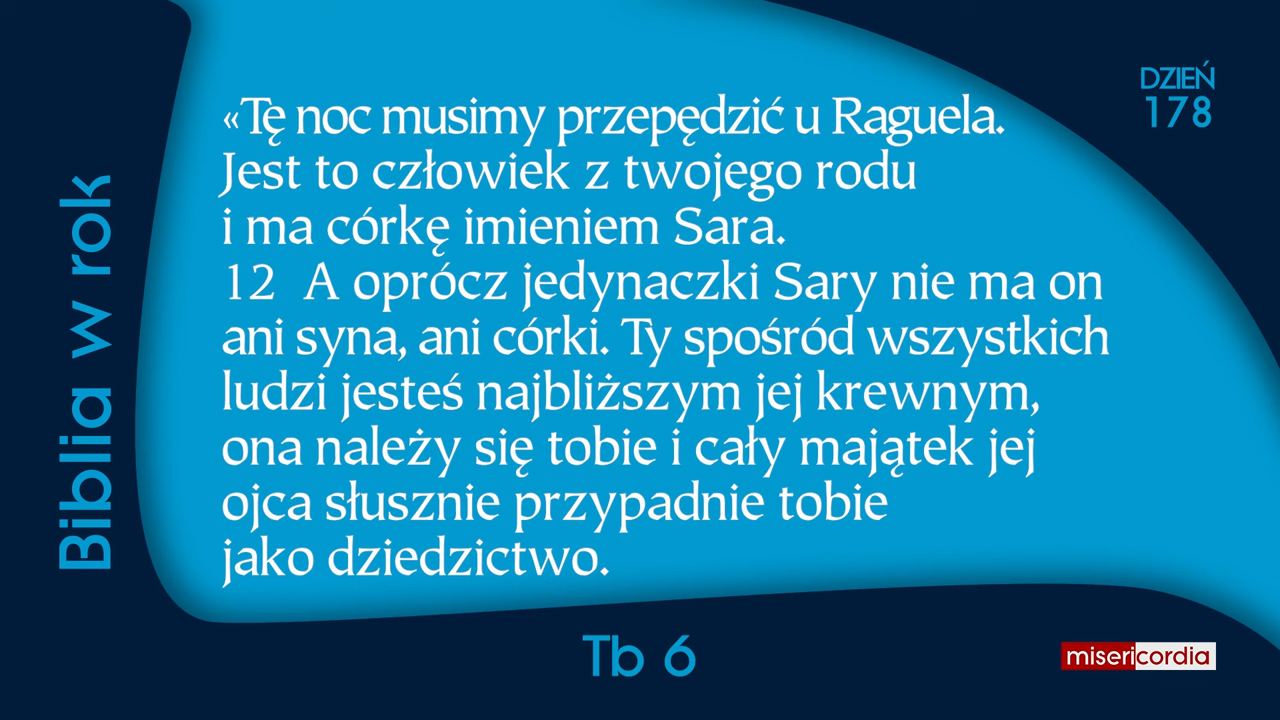 DZIEŃ
178
«Tę noc musimy przepędzić u Raguela.
Jest to człowiek z twojego rodu
i ma córkę imieniem Sara.
12 A oprócz jedynaczki Sary nie ma on
ani syna, ani córki. Ty spośród wszystkich
ludzi jesteś najbliższym jej krewnym,
ona należy się tobie i cały majątek jej
ojca słusznie przypadnie tobie
jako dziedzictwo.
Biblia w rok
Tb 6
misericordia